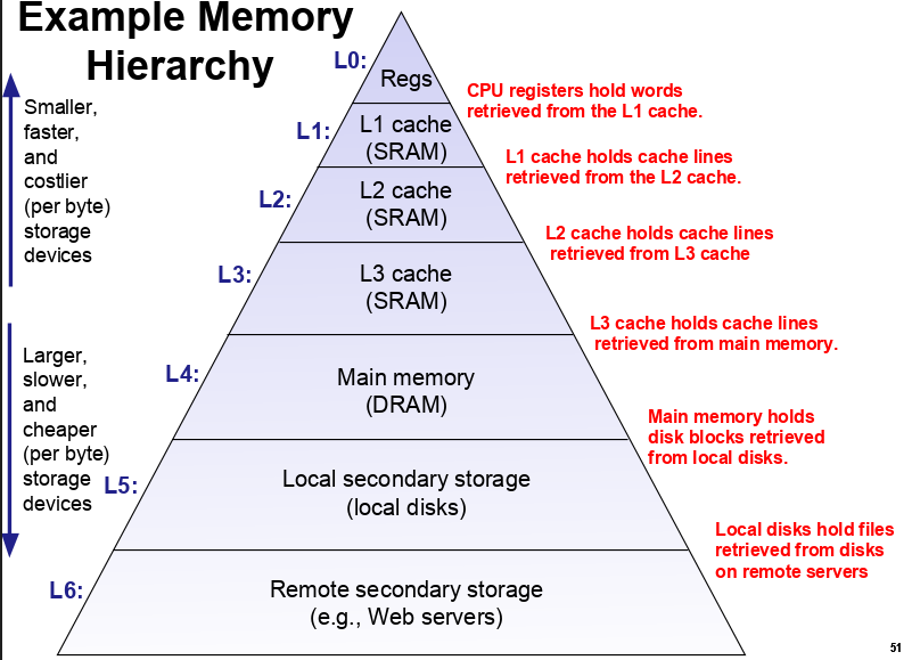 Example Memory
Hierarchy
Smaller,
faster,
and
costlier
(per byte)
storage
devices
Larger,
slower,
and
cheaper
(per byte)
storage
devices
L0:
Regs
CPU registers hold words
retrieved from the L1 cache.
L1:
L1 cache
(SRAM)
L1 cache holds cache lines
retrieved from the L2 cache.
L2:
L2 cache
(SRAM)
L2 cache holds cache lines
retrieved from L3 cache
L3:
L3 cache
(SRAM)
L3 cache holds cache lines
retrieved from main memory.
L4:
Main memory
(DRAM)
Main memory holds
disk blocks retrieved
from local disks.
L5:
Local secondary storage
(local disks)
Local disks hold files
retrieved from disks
on remote servers
L6:
Remote secondary storage
(e.g., Web servers)
51